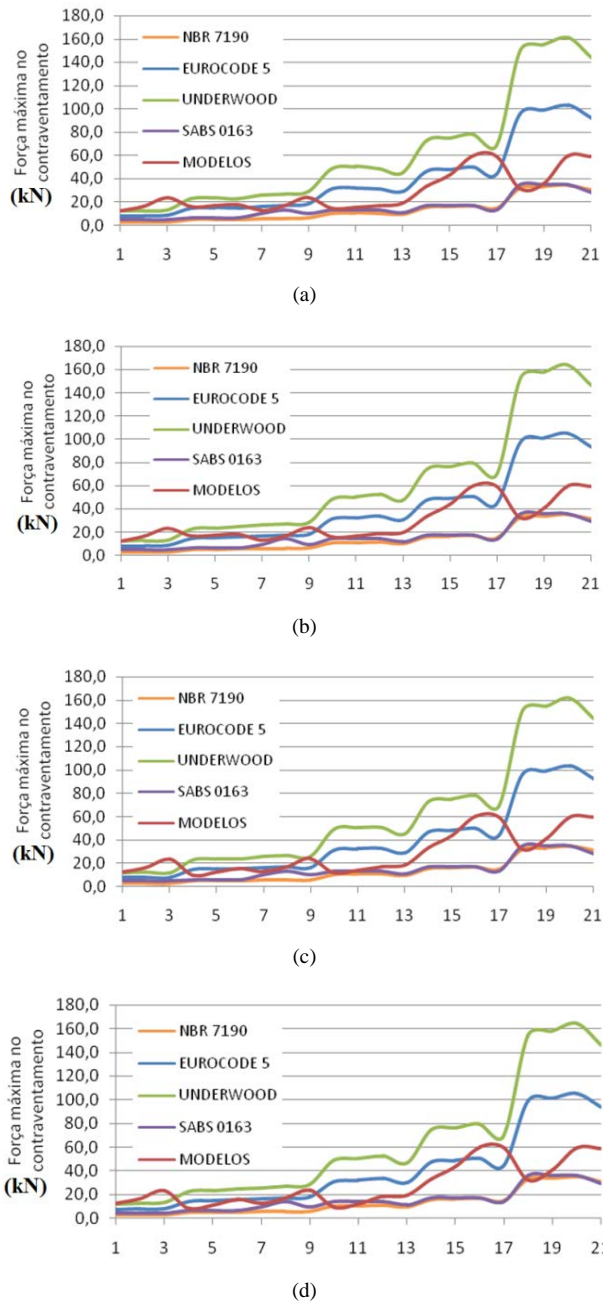 180,0
160,0
140,0
120,0
100,0
80,0
60,0
40,0
20,0
0,0
Força máxima no
contraventamento
(kN)
NBR 7190
EUROCODE 5
UNDERWOOD
SABS 0163
MODELOS
1 3 5 7 9 11 13 15 17 19 21
(a)
180,0
160,0
140,0
120,0
100,0
80,0
60,0
40,0
20,0
0,0
Força máxima no
contraventamento
(kN)
NBR 7190
EUROCODE 5
UNDERWOOD
SABS 0163
MODELOS
1 3 5 7 9 11 13 15 17 19 21
(b)
180,0
160,0
140,0
120,0
100,0
80,0
60,0
40,0
20,0
0,0
Força máxima no
contraventamento
(kN)
NBR 7190
EUROCODE 5
UNDERWOOD
SABS 0163
MODELOS
1 3 5 7 9 11 13 15 17 19 21
(c)
180,0
160,0
140,0
120,0
100,0
80,0
60,0
40,0
20,0
0,0
Força máxima no
contraventamento
(kN)
NBR 7190
EUROCODE 5
UNDERWOOD
SABS 0163
MODELOS
1 3 5 7 9 11 13 15 17 19 21
(d)